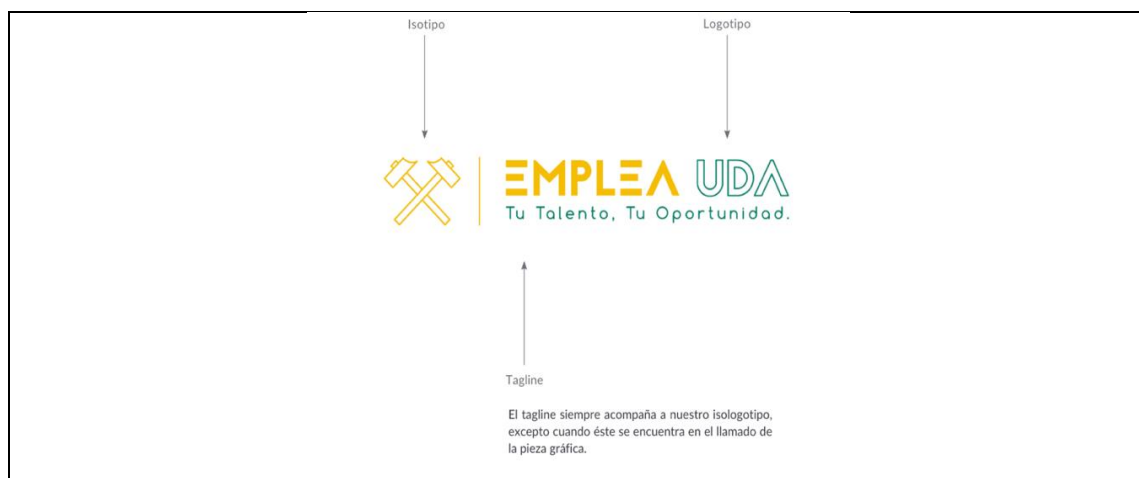 Isotipo
Logotipo
EMPLEA UDA
Tu Talento, Tu Oportunidad.
Tagline
El tagline siempre acompaña a nuestro isologotipo,
excepto cuando éste se encuentra en el llamado de
la pieza gráfica.